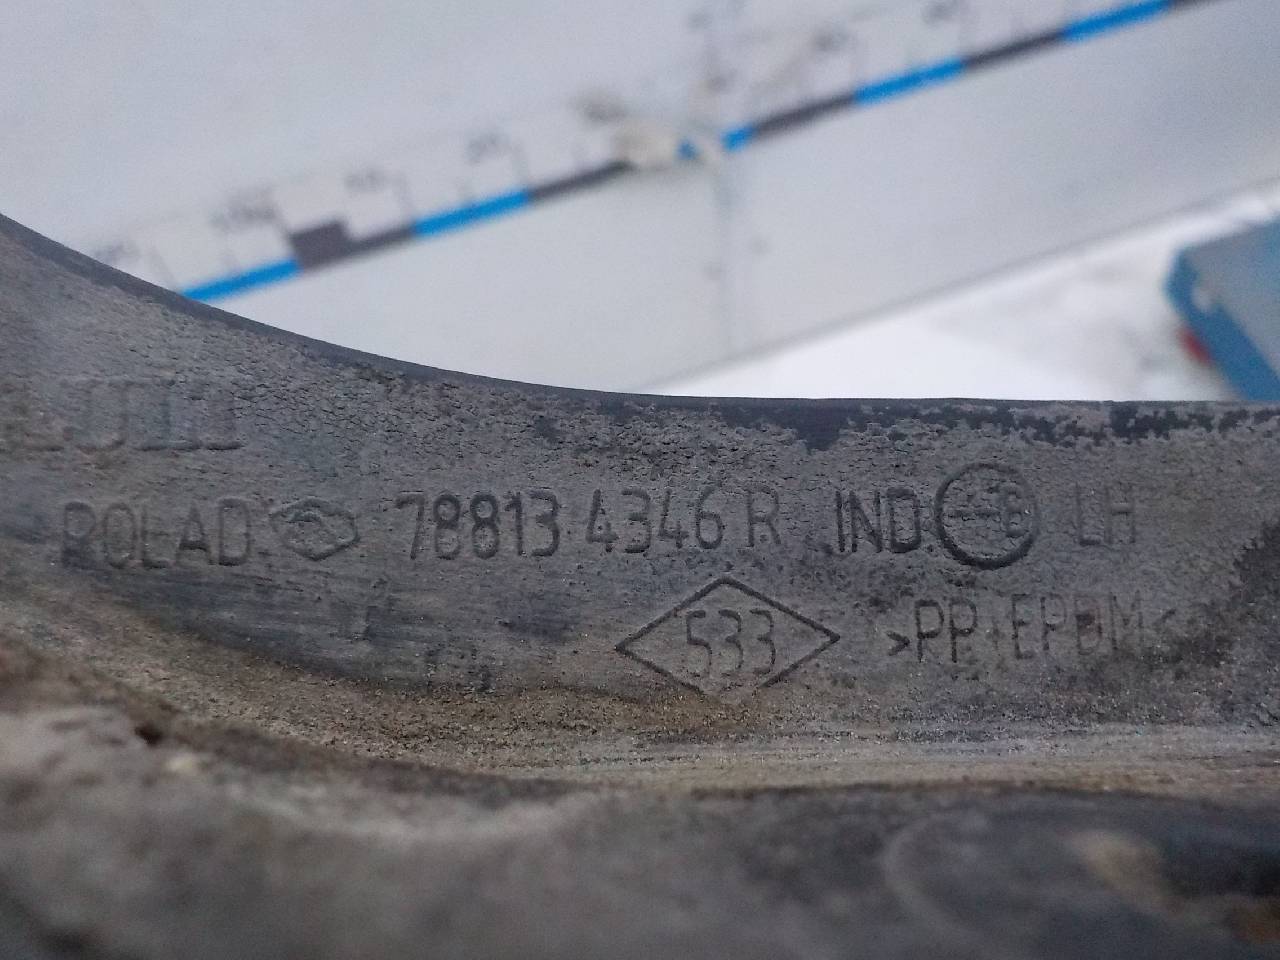 ROLAD 78813 4346 R IND. B LH
533 >PP/EPDM<